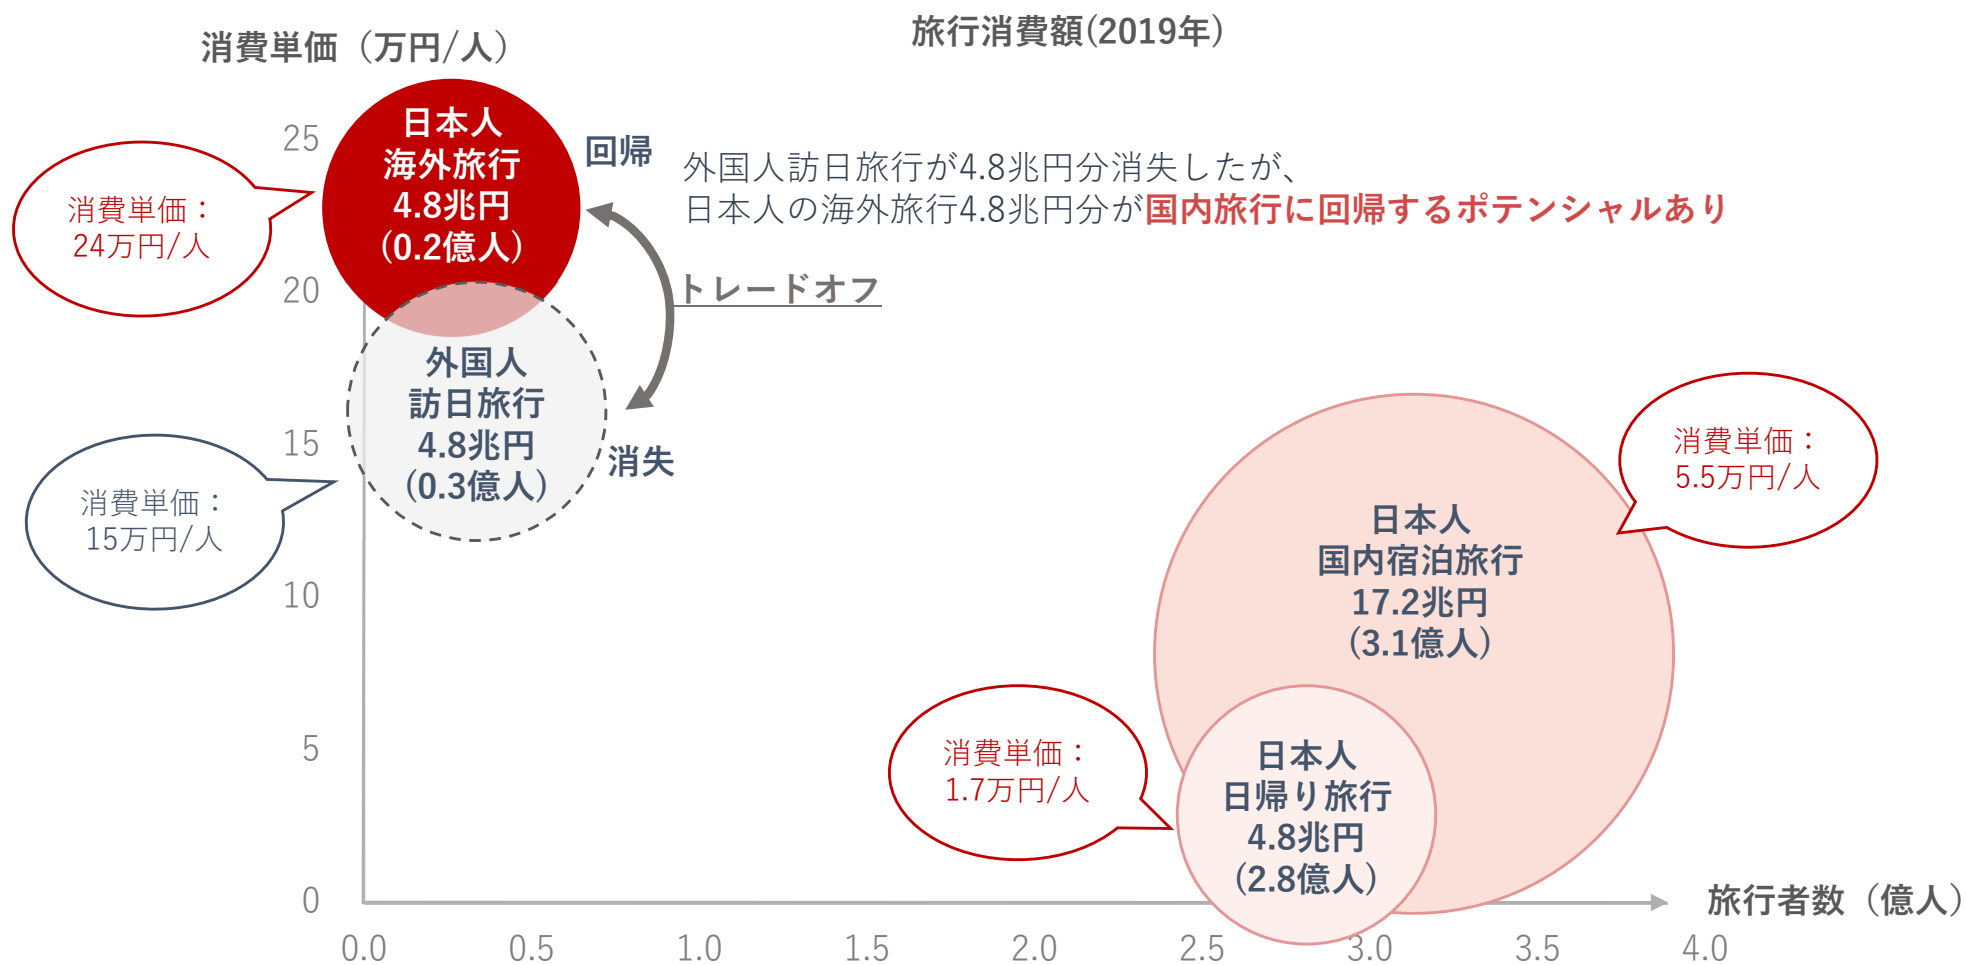 旅行消費額(2019年)
消費単価（万円/人）
日本人
海外旅行
4.8兆円
(0.2億人)
回帰
外国人訪日旅行が4.8兆円分消失したが、
日本人の海外旅行4.8兆円分が国内旅行に回帰するポテンシャルあり
消費単価：
24万円/人
トレードオフ
外国人
訪日旅行
4.8兆円
(0.3億人)
消失
消費単価：
15万円/人
消費単価：
5.5万円/人
日本人
国内宿泊旅行
17.2兆円
(3.1億人)
消費単価：
1.7万円/人
日本人
日帰り旅行
4.8兆円
(2.8億人)
25
20
15
10
5
0
旅行者数（億人）
0.0 0.5 1.0 1.5 2.0 2.5 3.0 3.5 4.0